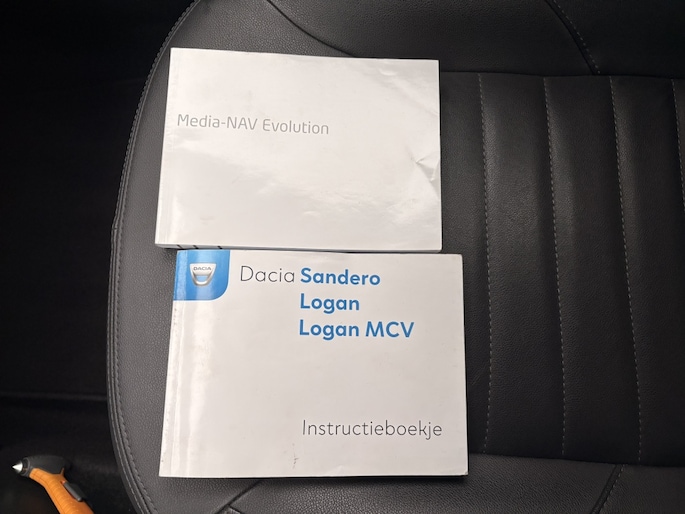 Media-NAV Evolution
DACIA
Dacia Sandero
Logan
Logan MCV
Instructieboekje